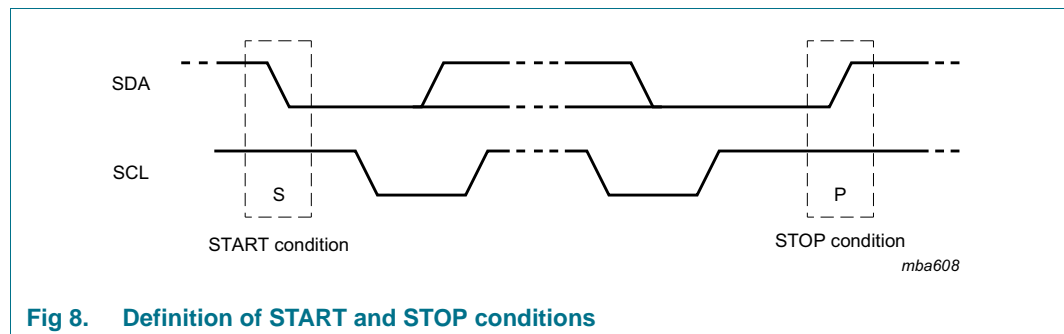 SDA
SCL
S
P
START condition
STOP condition
mba608
Fig 8. Definition of START and STOP conditions